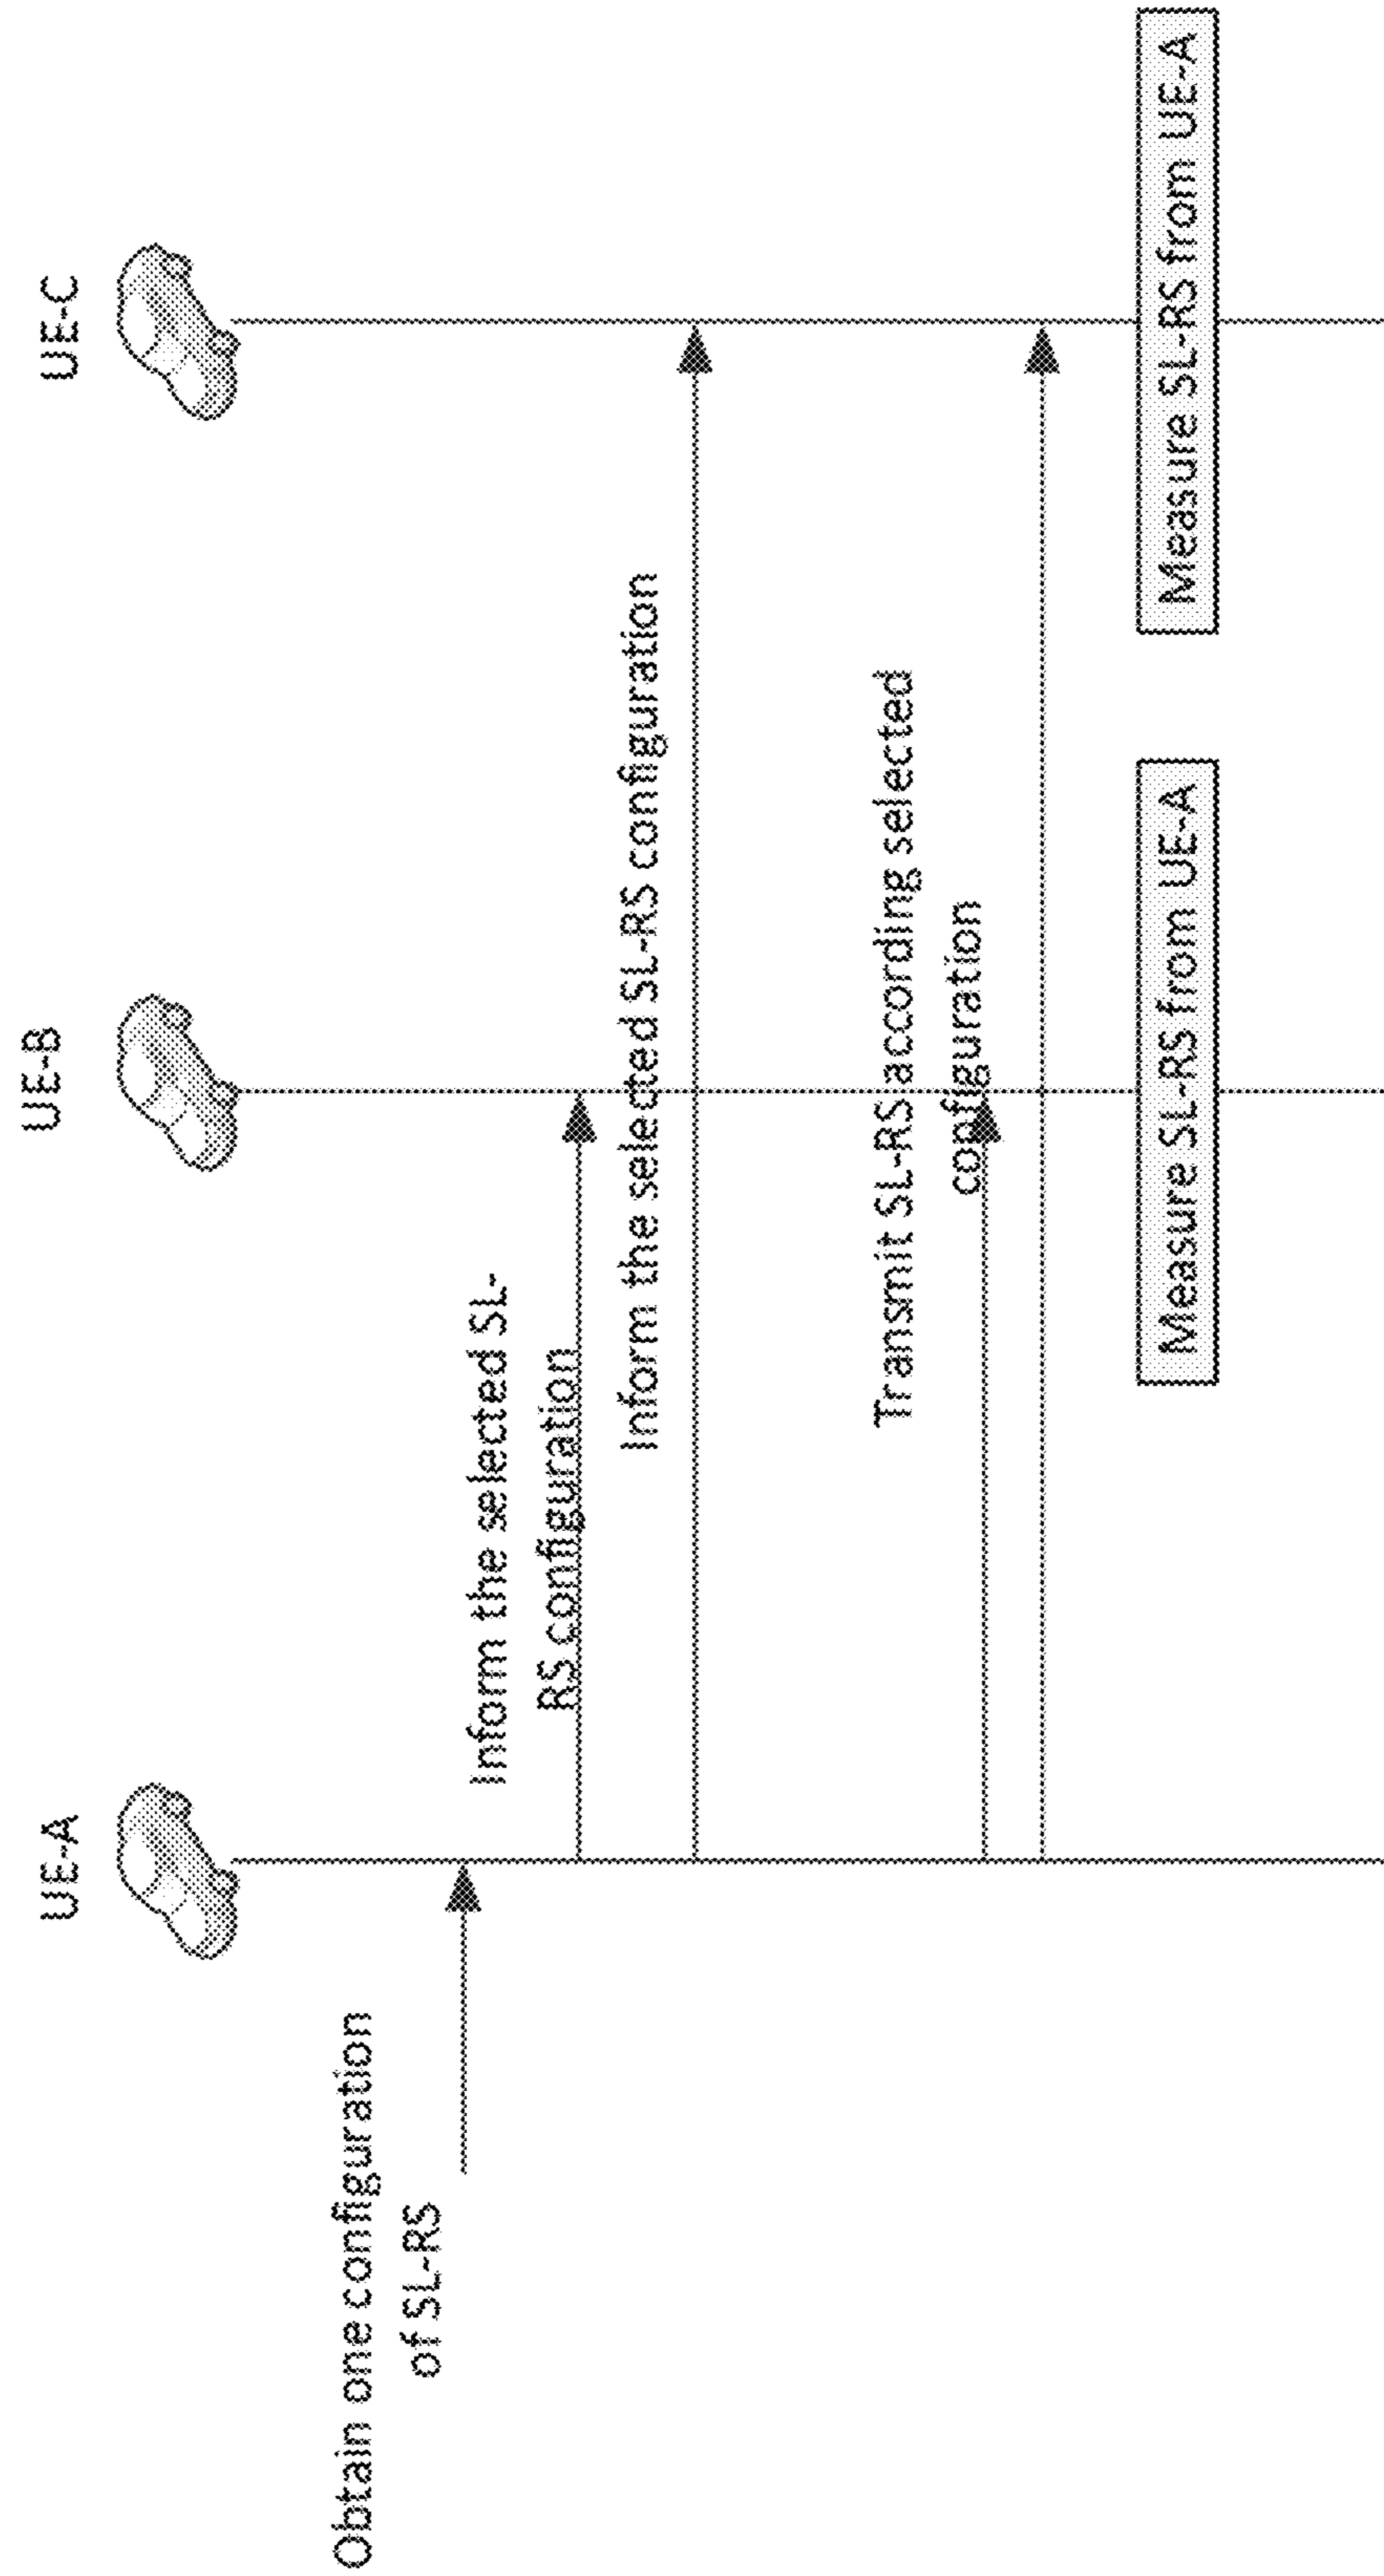 UE-A
UE-B
UE-C
Obtain one configuration
of SL-RS
Inform the selected SL-
RS configuration
Inform the selected SL-RS configuration
Transmit SL-RS according selected
configuration
Measure SL-RS from UE-A
Measure SL-RS from UE-A